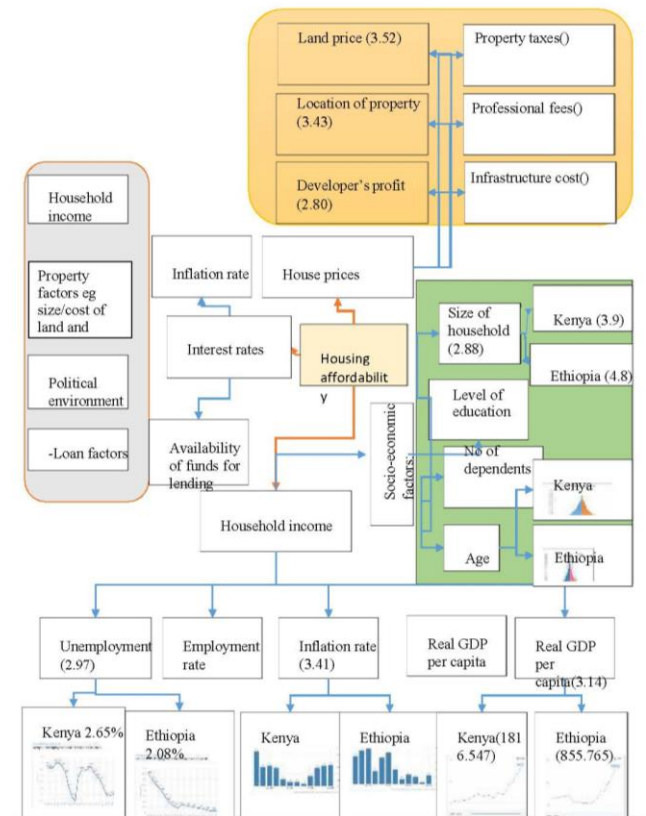 Land price (3.52)
Property taxes()
Location of property
(3.43)
Professional fees()
Developer's profit
(2.80)
Infrastructure cost()
Household
income
Property
factors eg
size/cost of
land and
Political
environment
-Loan factors
Inflation rate
House prices
Interest rates
Housing
affordabilit
y
Availability
of funds for
lending
Household income
Socio-economic
factors:
Size of
household
(2.88)
Kenya (3.9)
Ethiopia (4.8)
Level of
education
No of
dependents
Kenya
Age
Ethiopia
Unemployment
(2.97)
Employment
rate
Inflation rate
(3.41)
Real GDP
per capita
Real GDP
per
capita(3.14)
Kenya 2.65%
Ethiopia
2.08%
Kenya
Ethiopia
Kenya(181
6.547)
Ethiopia
(855.765)